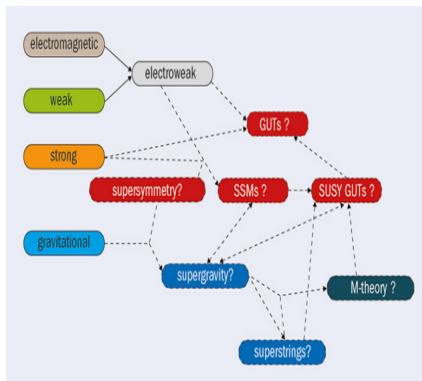 electromagnetic
electroweak
weak
GUTs ?
strong
supersymmetry?
SSMs ?
SUSY GUTs ?
gravitational
supergravity?
M-theory ?
superstrings?